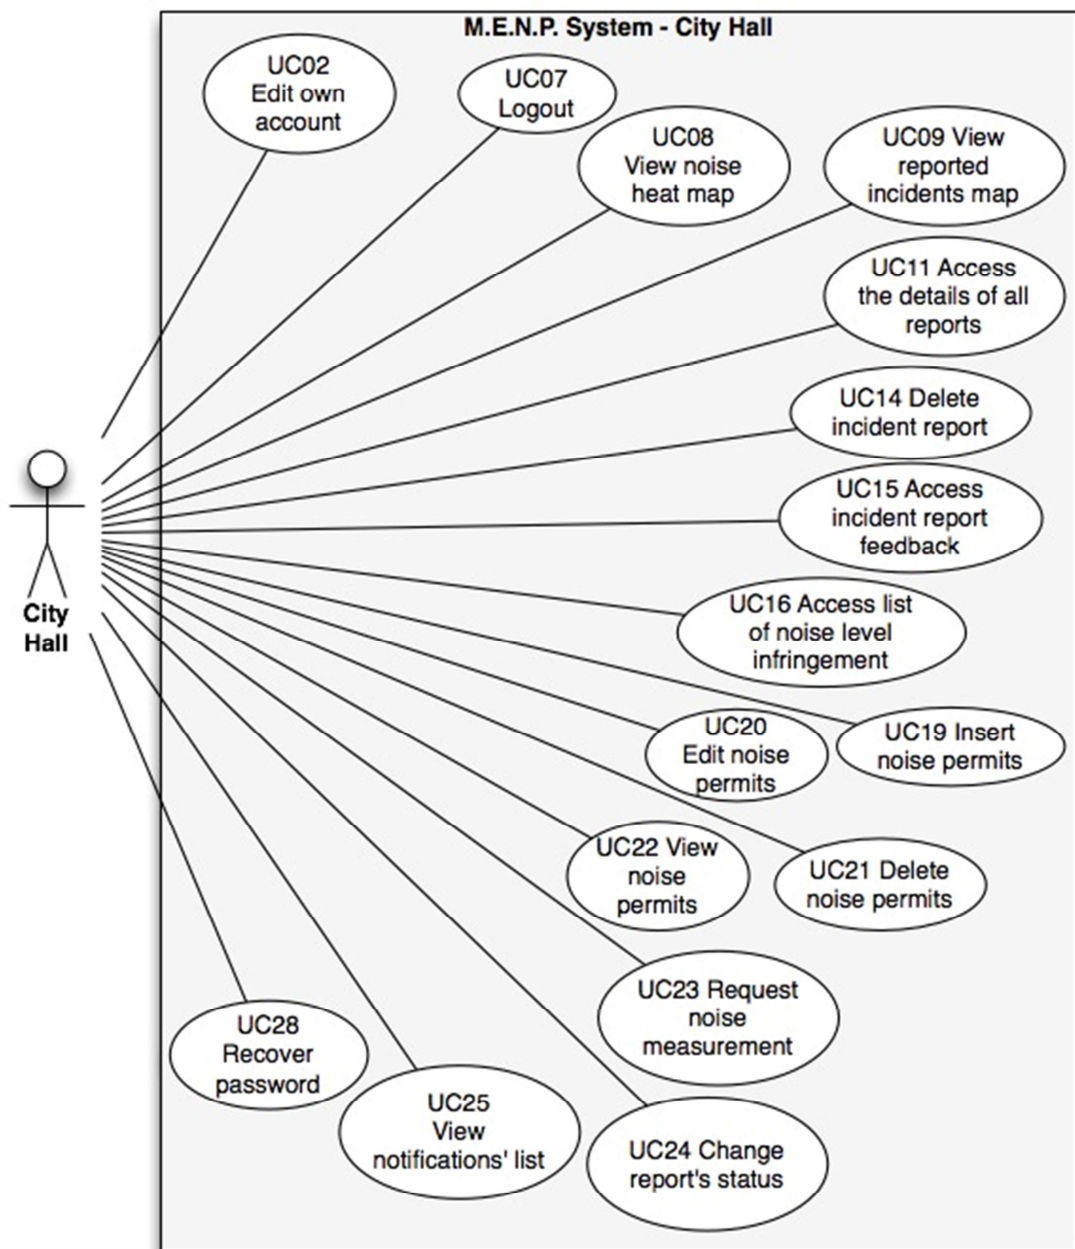 M.E.N.P. System - City Hall
UC02
Edit own
account
UC07
Logout
UC08
View noise
heat map
UC09 View
reported
incidents map
UC11 Access
the details of all
reports
UC14 Delete
incident report
UC15 Access
incident report
feedback
City
Hall
UC16 Access list
of noise level
infringement
UC20
Edit noise
permits
UC19 Insert
noise permits
UC22 View
noise
permits
UC21 Delete
noise permits
UC23 Request
noise
measurement
UC28
Recover
password
UC25
View
notifications' list
UC24 Change
report's status